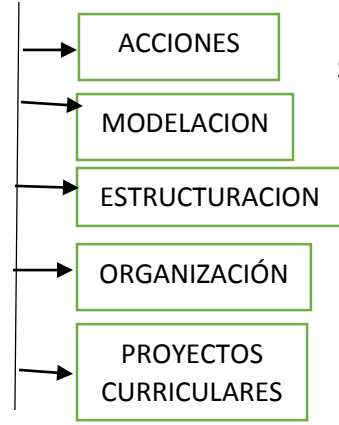 ACCIONES
MODELACION
ESTRUCTURACION
ORGANIZACIÓN
PROYECTOS
CURRICULARES